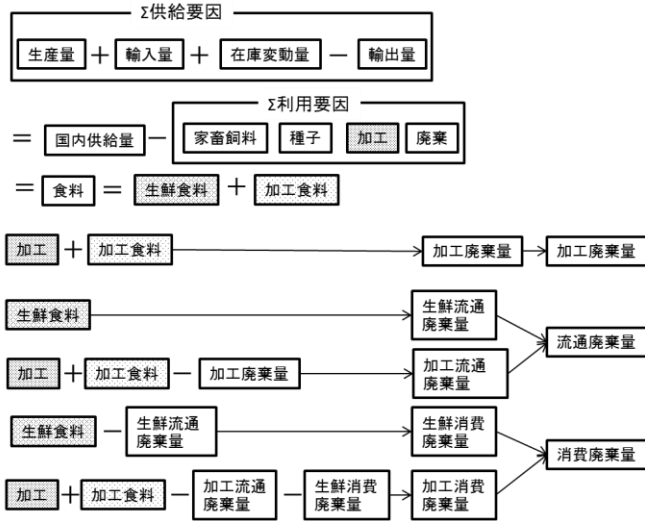 Σ供給要因
生産量 + 輸入量 + 在庫変動量 − 輸出量
Σ利用要因
= 国内供給量 − 家畜飼料 種子 加工 廃棄
= 食料 = 生鮮食料 + 加工食料
加工 + 加工食料 → 加工廃棄量 → 加工廃棄量
生鮮食料 → 生鮮流通
廃棄量
流通廃棄量
加工 + 加工食料 − 加工廃棄量 → 加工流通
廃棄量
生鮮食料 − 生鮮流通
廃棄量
生鮮消費
廃棄量
消費廃棄量
加工 + 加工食料 − 加工流通
廃棄量
− 生鮮消費
廃棄量
加工消費
廃棄量